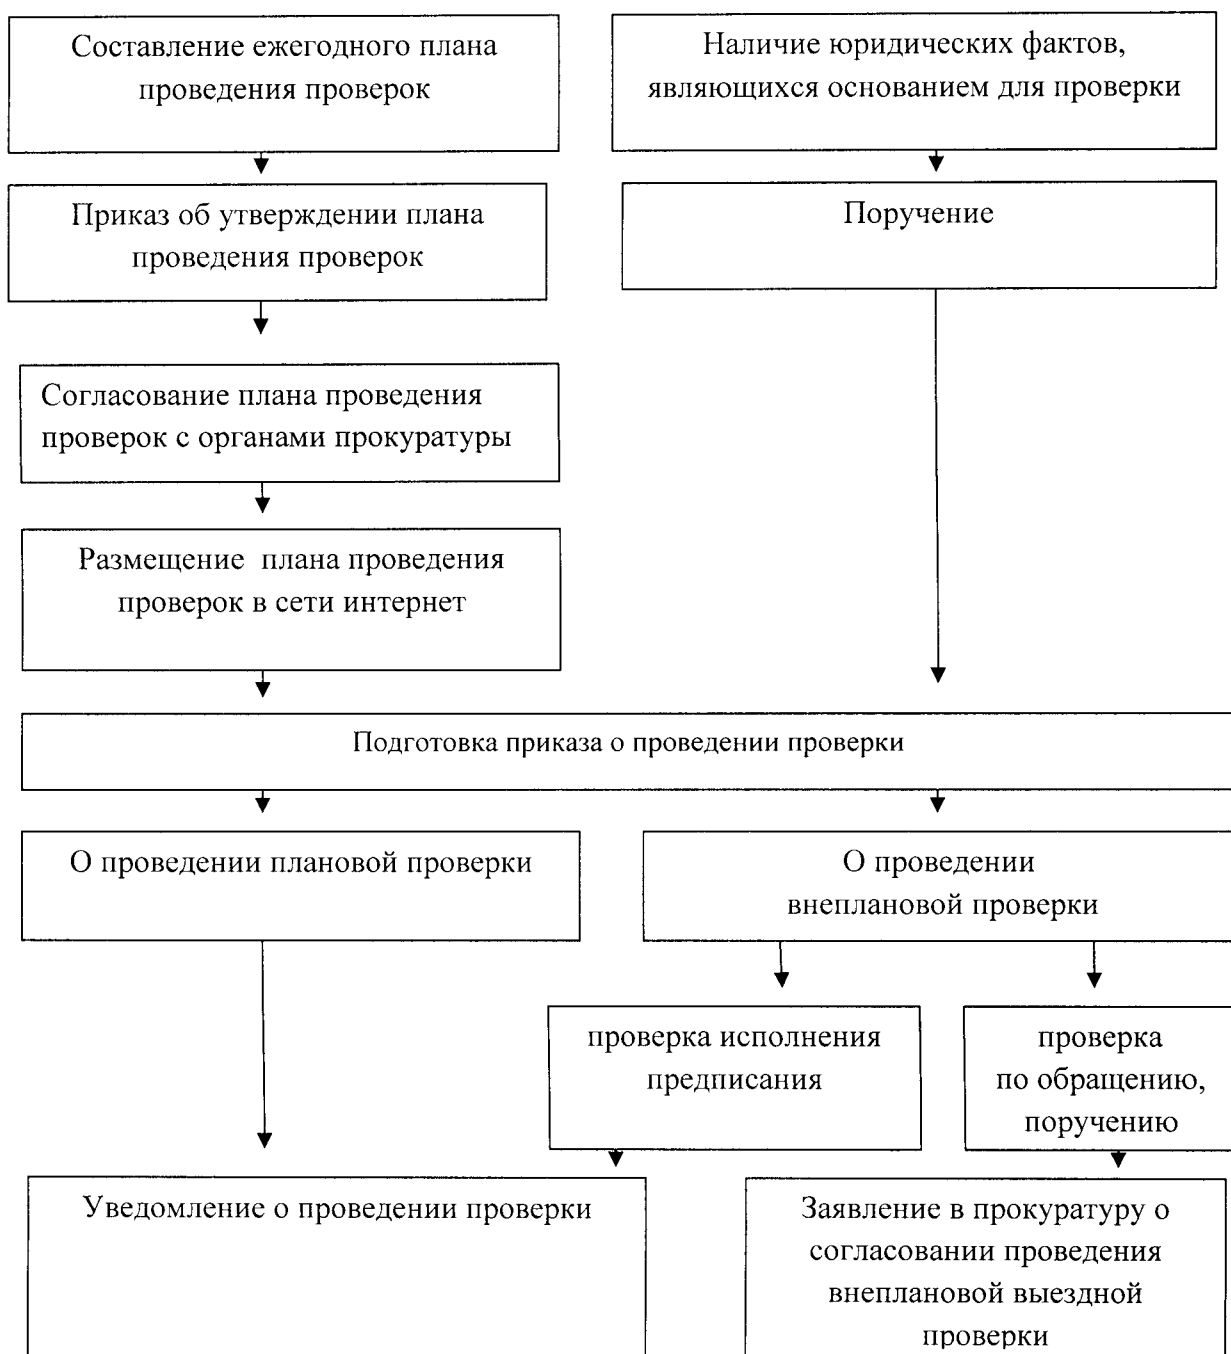 Составление ежегодного плана
проведения проверок
Наличие юридических фактов,
являющихся основанием для проверки
Приказ об утверждении плана
проведения проверок
Поручение
Согласование плана проведения
проверок с органами прокуратуры
Размещение плана проведения
проверок в сети интернет
Подготовка приказа о проведении проверки
О проведении плановой проверки
О проведении
внеплановой проверки
проверка исполнения
предписания
проверка
по обращению,
поручению
Уведомление о проведении проверки
Заявление в прокуратуру о
согласовании проведения
внеплановой выездной
проверки